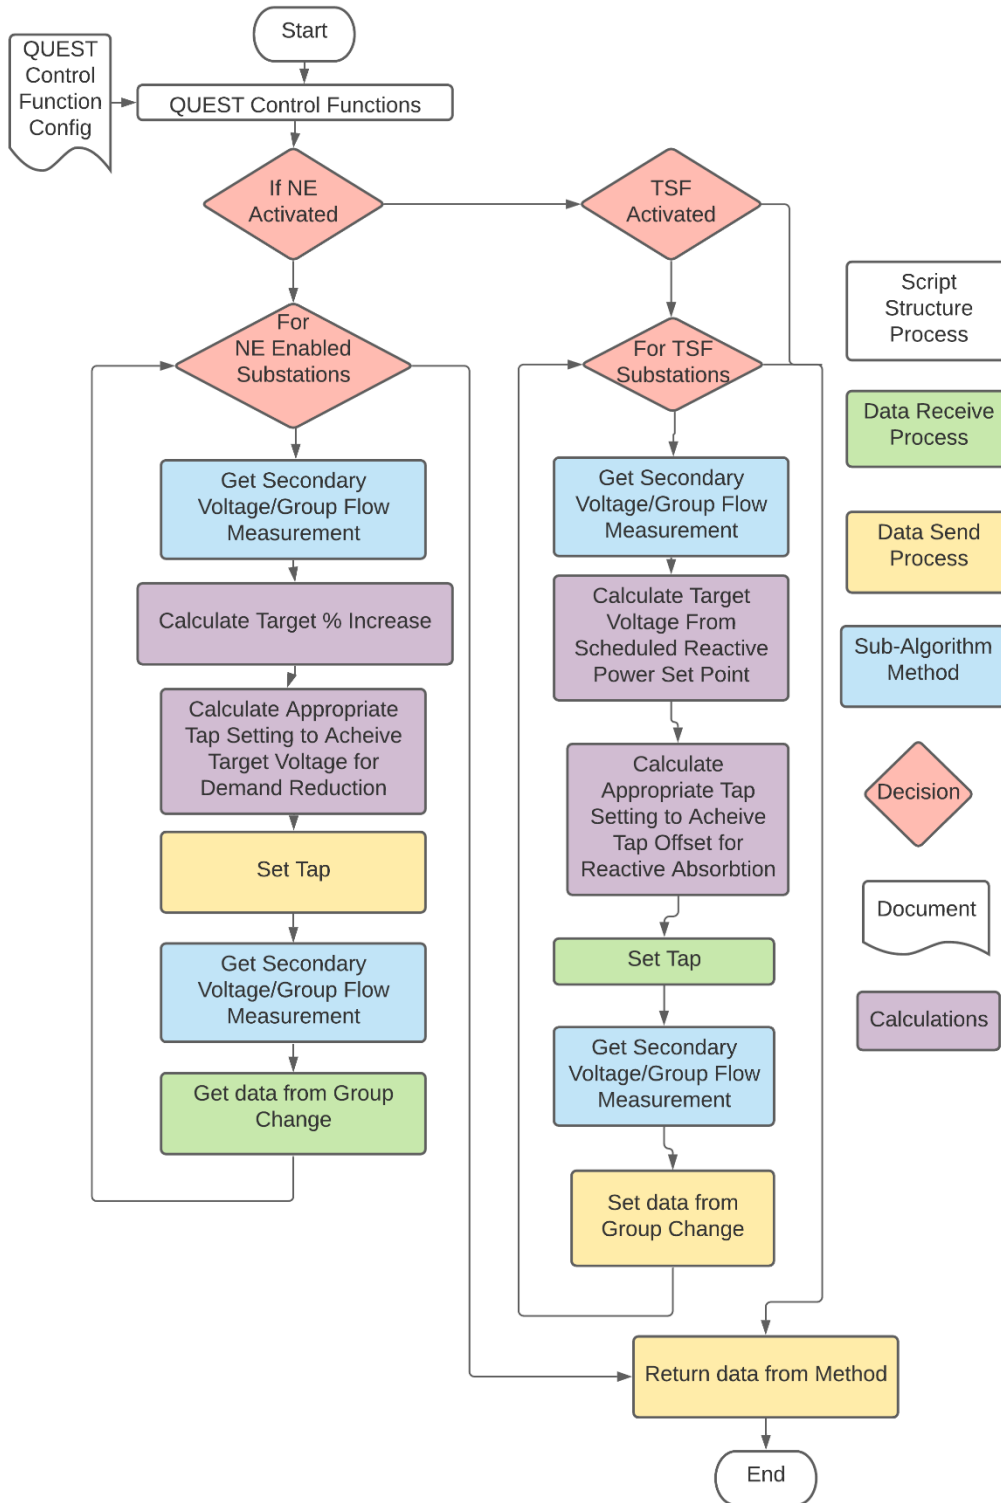 Start
QUEST
Control
Function
Config
QUEST Control Functions
If NE
Activated
TSF
Activated
For
NE Enabled
Substations
For TSF
Substations
Get Secondary
Voltage/Group Flow
Measurement
Calculate Target % Increase
Calculate Appropriate
Tap Setting to Acheive
Target Voltage for
Demand Reduction
Set Tap
Get Secondary
Voltage/Group Flow
Measurement
Get data from Group
Change
Get Secondary
Voltage/Group Flow
Measurement
Calculate Target
Voltage From
Scheduled Reactive
Power Set Point
Calculate
Appropriate Tap
Setting to Acheive
Tap Offset for
Reactive Absorbtion
Set Tap
Get Secondary
Voltage/Group Flow
Measurement
Set data from
Group Change
Return data from Method
End
Script
Structure
Process
Data Receive
Process
Data Send
Process
Sub-Algorithm
Method
Decision
Document
Calculations